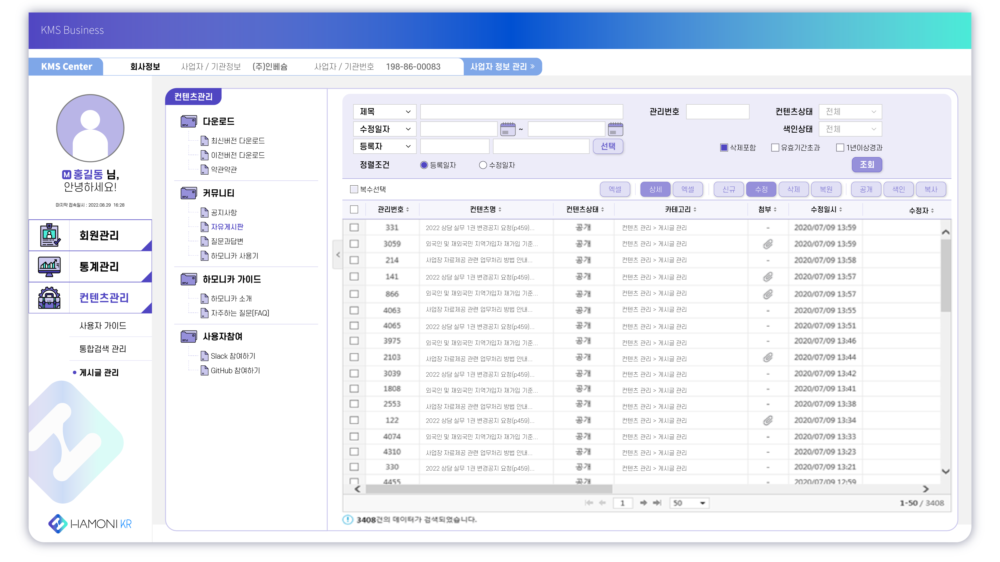 KMS Business
KMS Center 회사정보 사업자 / 기관정보 (주)인베슘 사업자 / 기관번호 198-86-00083 사업자 정보 관리 »
M 홍길동 님,
안녕하세요!
마지막 접속일시 : 2022.08.29 16:28
회원관리
통계관리
컨텐츠관리
사용자 가이드
통합검색 관리
• 게시글 관리
HAMONI KR
컨텐츠관리
다운로드
최신버전 다운로드
이전버전 다운로드
약관약관
커뮤니티
공지사항
자유게시판
질문과답변
하모니카 사용기
하모니카 가이드
하모니카 소개
자주하는 질문[FAQ]
사용자참여
Slack 참여하기
GitHub 참여하기
제목 관리번호 컨텐츠상태 전체
수정일자 ~ 색인상태 전체
등록자 선택 삭제포함 유효기간초과 1년이상경과
정렬조건 등록일자 수정일자 조회
복수선택 엑셀 상세 엑셀 신규 수정 삭제 복원 공개 색인 복사
관리번호 컨텐츠명 컨텐츠상태 카테고리 첨부 수정일시 수정자
331 2022 상담 실무 1권 변경공지 요청(p459)... 공개 컨텐츠 관리 > 게시글 관리 - 2020/07/09 13:59
3059 외국인 및 재외국민 지역가입자 재가입 기준... 공개 컨텐츠 관리 > 게시글 관리 2020/07/09 13:59
214 사업장 자료제공 관련 업무처리 방법 안내... 공개 컨텐츠 관리 > 게시글 관리 - 2020/07/09 13:58
141 2022 상담 실무 1권 변경공지 요청(p459)... 공개 컨텐츠 관리 > 게시글 관리 2020/07/09 13:57
866 외국인 및 재외국민 지역가입자 재가입 기준... 공개 컨텐츠 관리 > 게시글 관리 2020/07/09 13:57
4063 사업장 자료제공 관련 업무처리 방법 안내... 공개 컨텐츠 관리 > 게시글 관리 - 2020/07/09 13:55
4065 2022 상담 실무 1권 변경공지 요청(p459)... 공개 컨텐츠 관리 > 게시글 관리 - 2020/07/09 13:51
3975 외국인 및 재외국민 지역가입자 재가입 기준... 공개 컨텐츠 관리 > 게시글 관리 - 2020/07/09 13:46
2103 사업장 자료제공 관련 업무처리 방법 안내... 공개 컨텐츠 관리 > 게시글 관리 2020/07/09 13:44
3039 2022 상담 실무 1권 변경공지 요청(p459)... 공개 컨텐츠 관리 > 게시글 관리 - 2020/07/09 13:42
1808 외국인 및 재외국민 지역가입자 재가입 기준... 공개 컨텐츠 관리 > 게시글 관리 - 2020/07/09 13:41
2553 사업장 자료제공 관련 업무처리 방법 안내... 공개 컨텐츠 관리 > 게시글 관리 - 2020/07/09 13:38
122 2022 상담 실무 1권 변경공지 요청(p459)... 공개 컨텐츠 관리 > 게시글 관리 2020/07/09 13:34
4074 외국인 및 재외국민 지역가입자 재가입 기준... 공개 컨텐츠 관리 > 게시글 관리 - 2020/07/09 13:33
4310 사업장 자료제공 관련 업무처리 방법 안내... 공개 컨텐츠 관리 > 게시글 관리 - 2020/07/09 13:23
330 2022 상담 실무 1권 변경공지 요청(p459)... 공개 컨텐츠 관리 > 게시글 관리 - 2020/07/09 13:21
4455 공개 - 2020/07/09 12:59
1 50 1-50 / 3408
3408건의 데이터가 검색되었습니다.